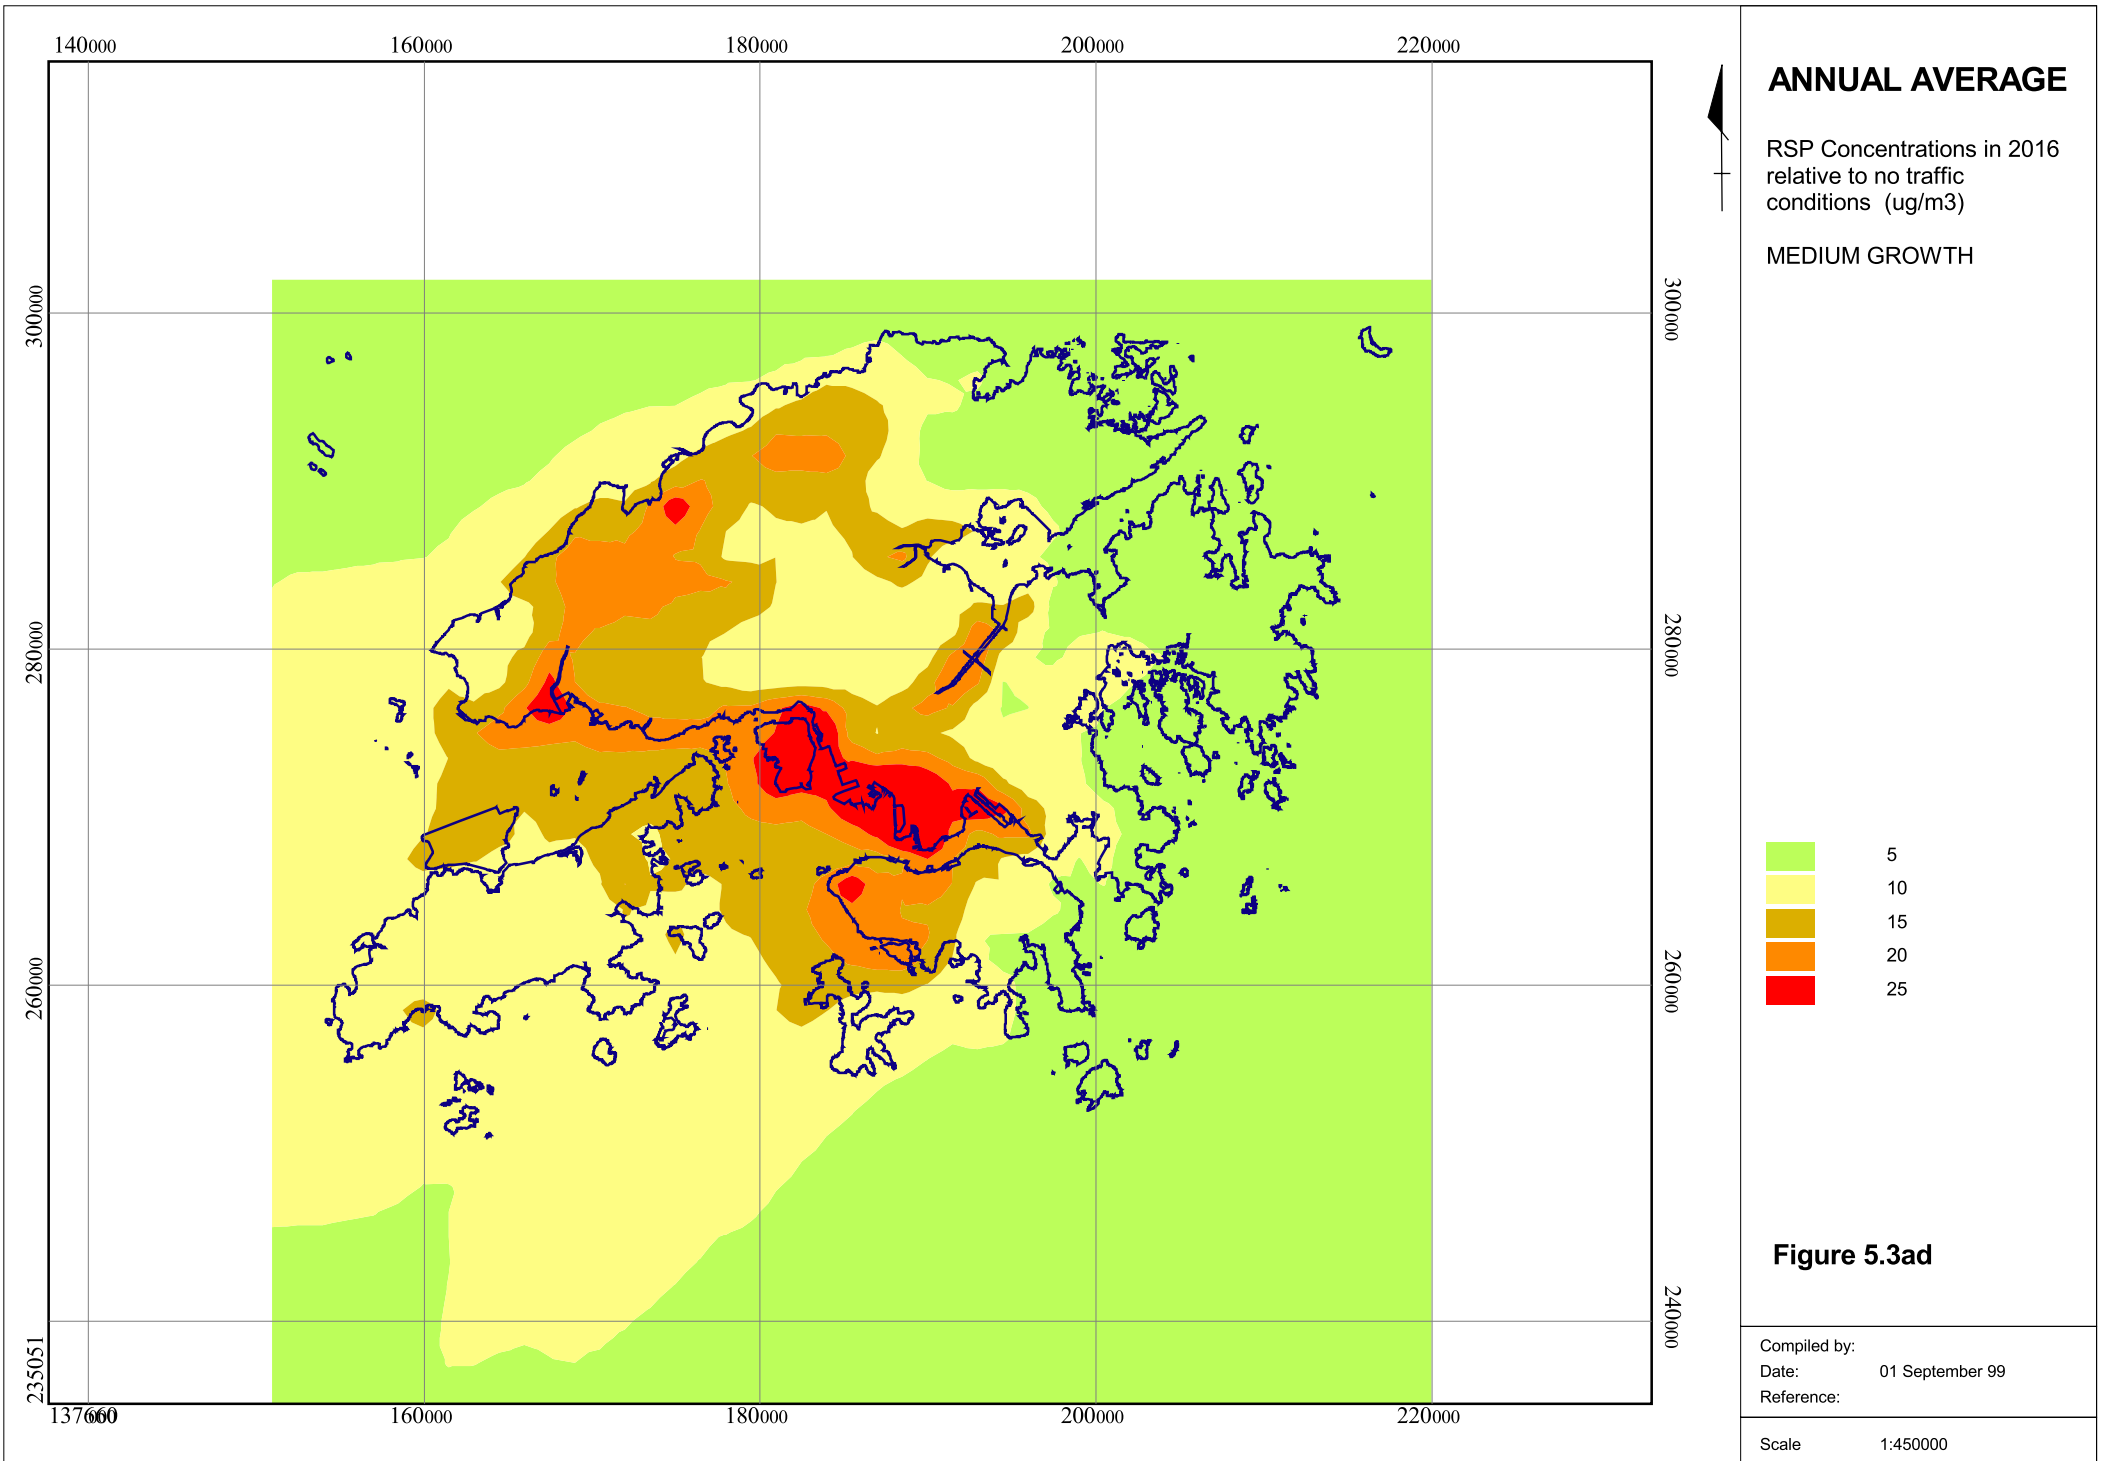 140000 160000 180000 200000 220000
300000
280000
260000
235051
300000
280000
260000
240000
160000 180000 200000 220000
ANNUAL AVERAGE
RSP Concentrations in 2016
relative to no traffic
conditions (ug/m3)
MEDIUM GROWTH
5
10
15
20
25
Figure 5.3ad
Compiled by:
Date: 01 September 99
Reference:
Scale 1:450000